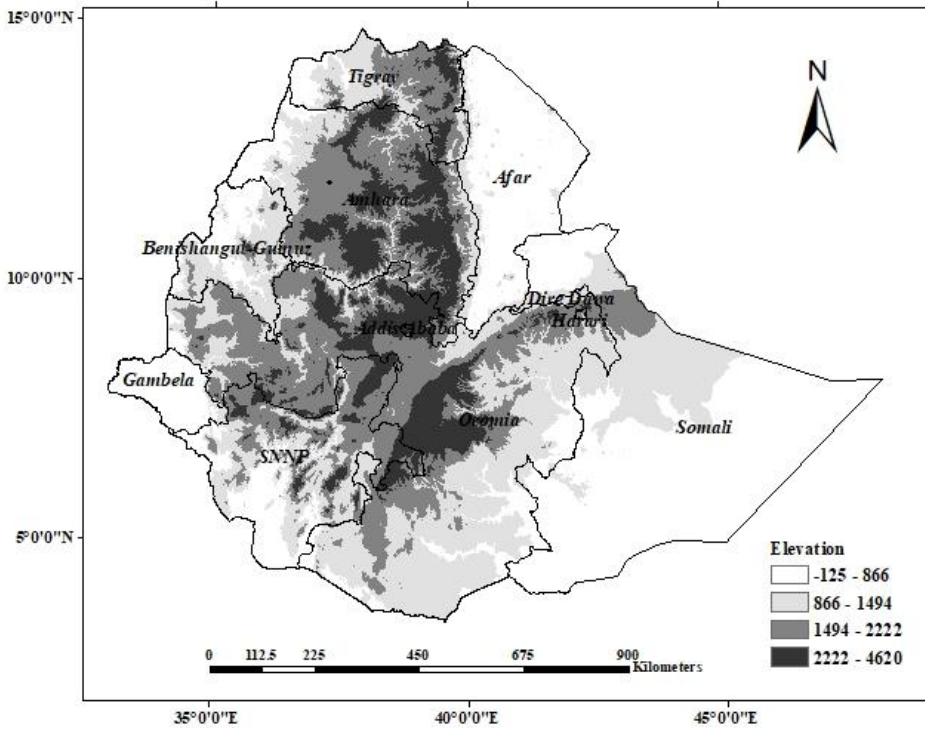 15°0'0"N
N
Tigray
Afar
Amhara
Benishangul-Gumuz
10°0'0"N
Dire Dawa
Harari
Addis Ababa
Gambela
Oromia
Somali
SNNP
5°0'0"N
Elevation
-125 - 866
866 - 1494
1494 - 2222
2222 - 4620
0 112.5 225 450 675 900
Kilometers
35°0'0"E 40°0'0"E 45°0'0"E